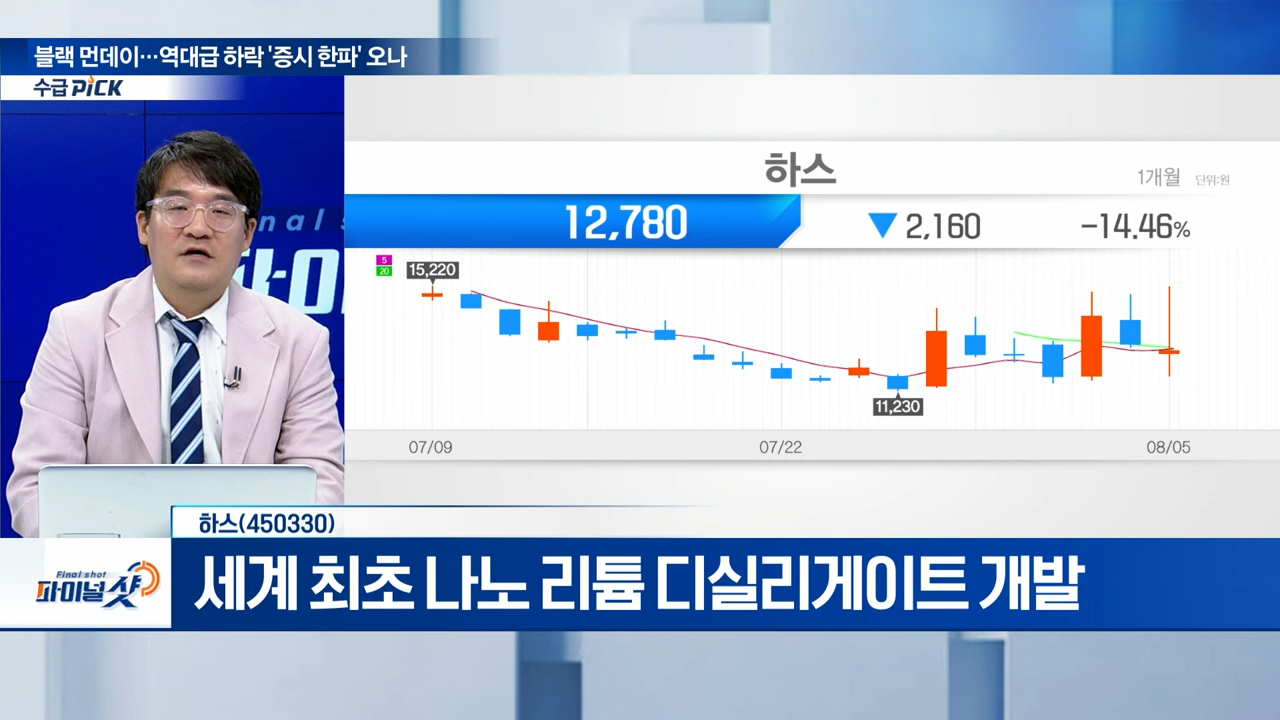 블랙 먼데이…역대급 하락 '증시 한파' 오나
수급 PiCK
하스
1개월 단위:원
12,780
▼ 2,160
-14.46%
5
20
15,220
11,230
07/09
07/22
08/05
inal s
파이
하스(450330)
Final shot
파이널샷
세계 최초 나노 리튬 디실리게이트 개발